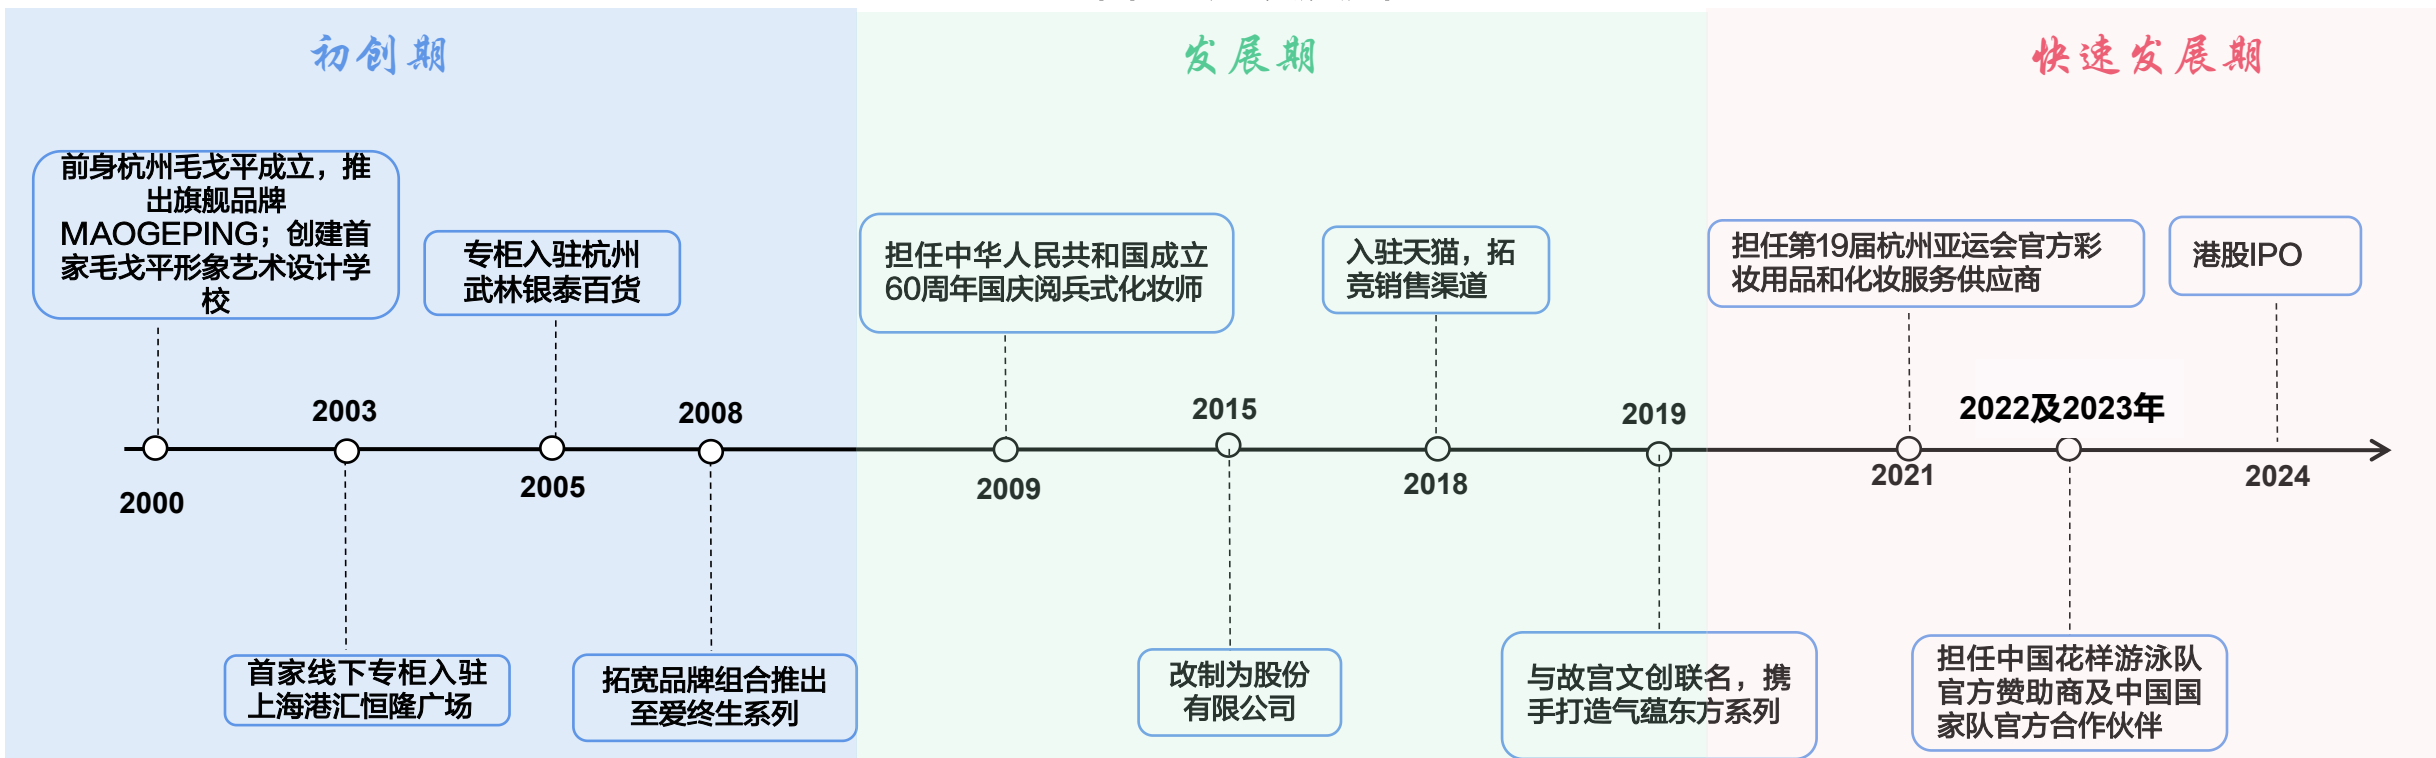 初创期
发展期
快速发展期
前身杭州毛戈平成立，推
出旗舰品牌
MAOGEPING；创建首
家毛戈平形象艺术设计学
校
专柜入驻杭州
武林银泰百货
担任中华人民共和国成立
60周年国庆阅兵式化妆师
入驻天猫，拓
竞销售渠道
担任第19届杭州亚运会官方彩
妆用品和化妆服务供应商
港股IPO
2003
2008
2015
2019
2022及2023年
2000
2005
2009
2018
2021
2024
首家线下专柜入驻
上海港汇恒隆广场
拓宽品牌组合推出
至爱终生系列
改制为股份
有限公司
与故宫文创联名，携
手打造气蕴东方系列
担任中国花样游泳队
官方赞助商及中国国
家队官方合作伙伴